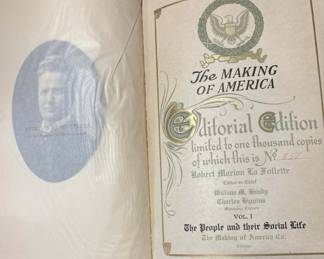 The MAKING
OF AMERICA
Editorial Edition
limited to one thousand copies
of which this is No
Robert Marion La Follette
Editor-in-Chief
William M. Handy
Charles Higgins
Managing Editors
VOL. I
The People and their Social Life
The Making of America Co.